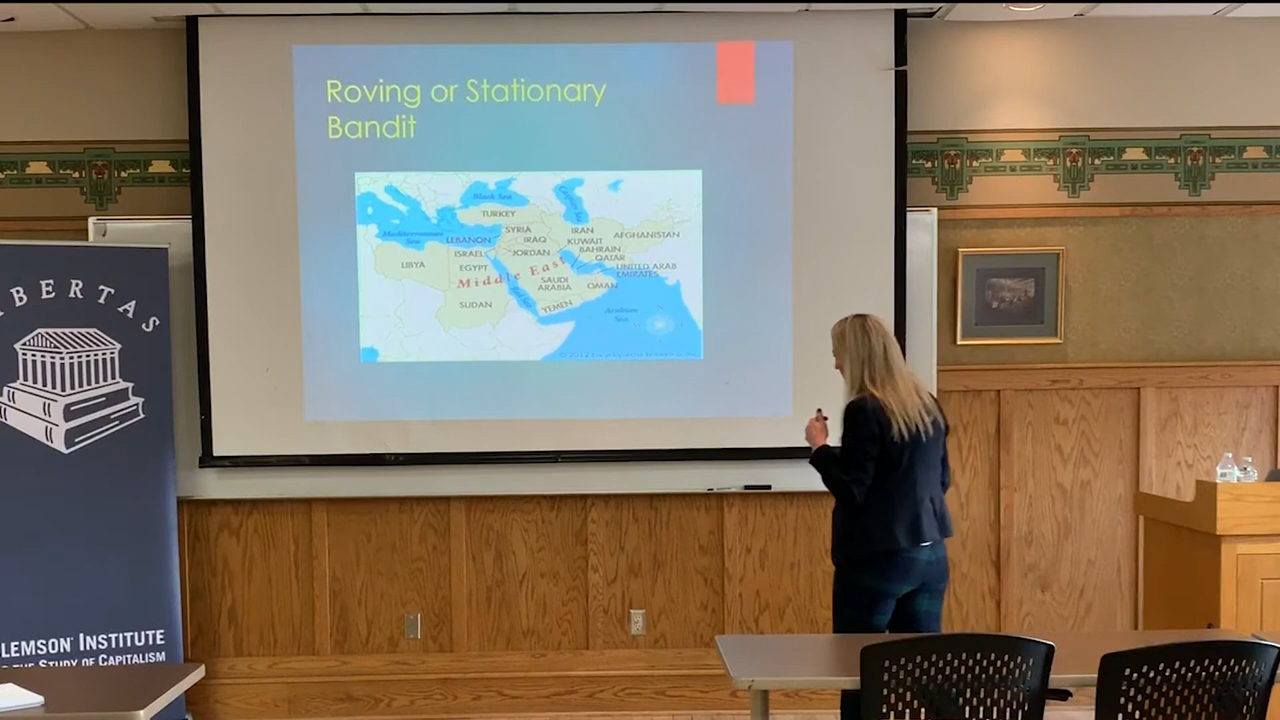 Roving or Stationary
Bandit
Black Sea
Caspian Sea
TURKEY
Mediterranean
Sea
SYRIA
LEBANON
IRAQ
IRAN
AFGHANISTAN
ISRAEL
JORDAN
KUWAIT
BAHRAIN
QATAR
LIBYA
EGYPT
Middle East
UNITED ARAB
EMIRATES
SAUDI
ARABIA
OMAN
SUDAN
Red Sea
YEMEN
Arabian
Sea
BERTAS
LEMSON INSTITUTE
THE STUDY OF CAPITALISM